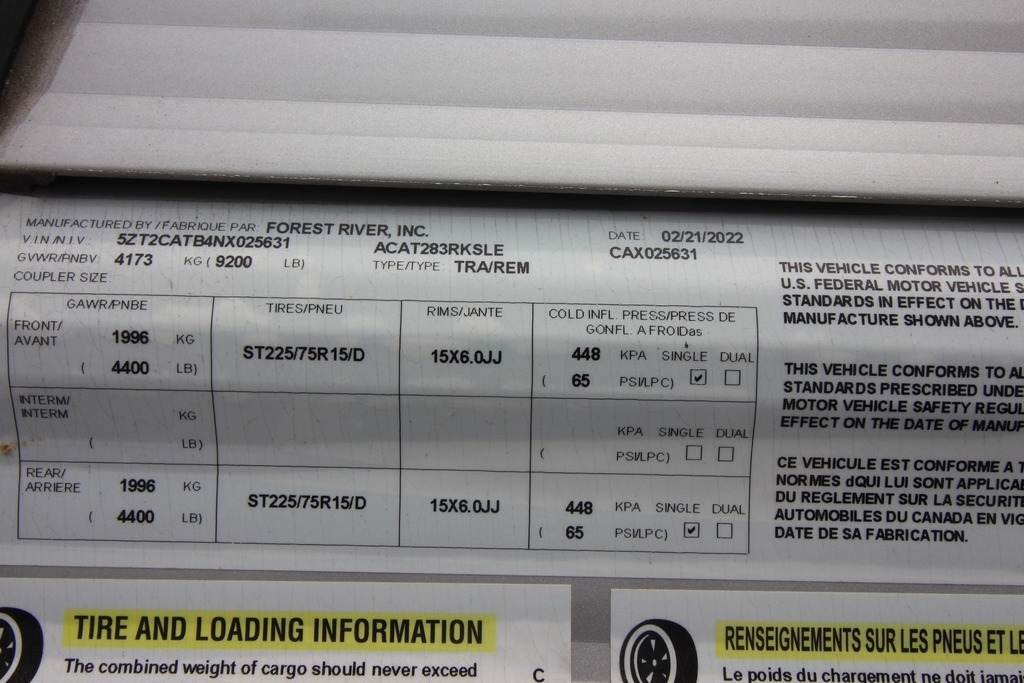 MANUFACTURED BY / FABRIQUE PAR: FOREST RIVER, INC.
V.I.N./N.I.V.: 5ZT2CATB4NX025631 ACAT283RKSLE
DATE: 02/21/2022
CAX025631
GVWR/PNBV: 4173 KG ( 9200 LB) TYPE/TYPE: TRA/REM
COUPLER SIZE:
GAWR/PNBE TIRES/PNEU RIMS/JANTE COLD INFL. PRESS/PRESS DE
GONFL. A FROIDas
FRONT/
AVANT 1996 KG
( 4400 LB)
ST225/75R15/D
15X6.0JJ
448 KPA SINGLE DUAL
( 65 PSI/LPC)
INTERM/
INTERM KG
( LB)
KPA SINGLE DUAL
( PSI/LPC)
REAR/
ARRIERE 1996 KG
( 4400 LB)
ST225/75R15/D
15X6.0JJ
448 KPA SINGLE DUAL
( 65 PSI/LPC)
THIS VEHICLE CONFORMS TO ALL
U.S. FEDERAL MOTOR VEHICLE S
STANDARDS IN EFFECT ON THE D
MANUFACTURE SHOWN ABOVE.
THIS VEHICLE CONFORMS TO AL
STANDARDS PRESCRIBED UNDE
MOTOR VEHICLE SAFETY REGUL
EFFECT ON THE DATE OF MANUF
CE VEHICULE EST CONFORME A T
NORMES dQUI LUI SONT APPLICAB
DU REGLEMENT SUR LA SECURITE
AUTOMOBILES DU CANADA EN VIG
DATE DE SA FABRICATION.
TIRE AND LOADING INFORMATION
The combined weight of cargo should never exceed
C
RENSEIGNEMENTS SUR LES PNEUS ET LE
Le poids du chargement ne doit jamai